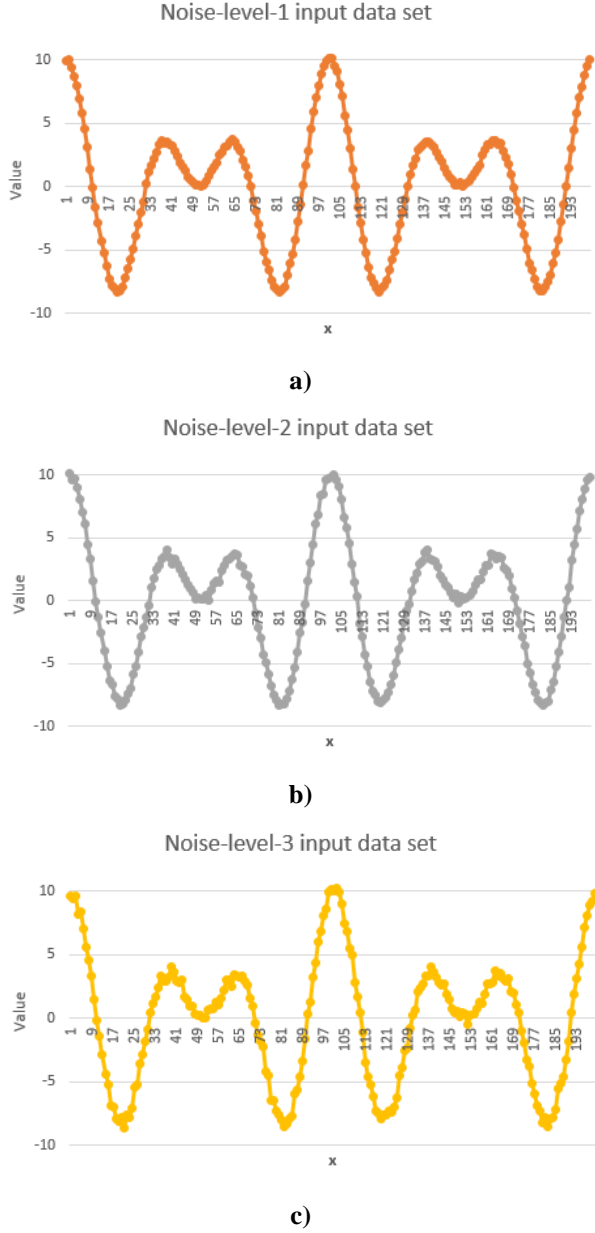 Noise-level-1 input data set
10
5
0
-5
-10
Value
1 9 17 25 33 41 49 57 65 73 81 89 97 105 113 121 129 137 145 153 161 169 177 185 193
x
a)
Noise-level-2 input data set
10
5
0
-5
-10
Value
1 9 17 25 33 41 49 57 65 73 81 89 97 105 113 121 129 137 145 153 161 169 177 185 193
x
b)
Noise-level-3 input data set
10
5
0
-5
-10
Value
1 9 17 25 33 41 49 57 65 73 81 89 97 105 113 121 129 137 145 153 161 169 177 185 193
x
c)